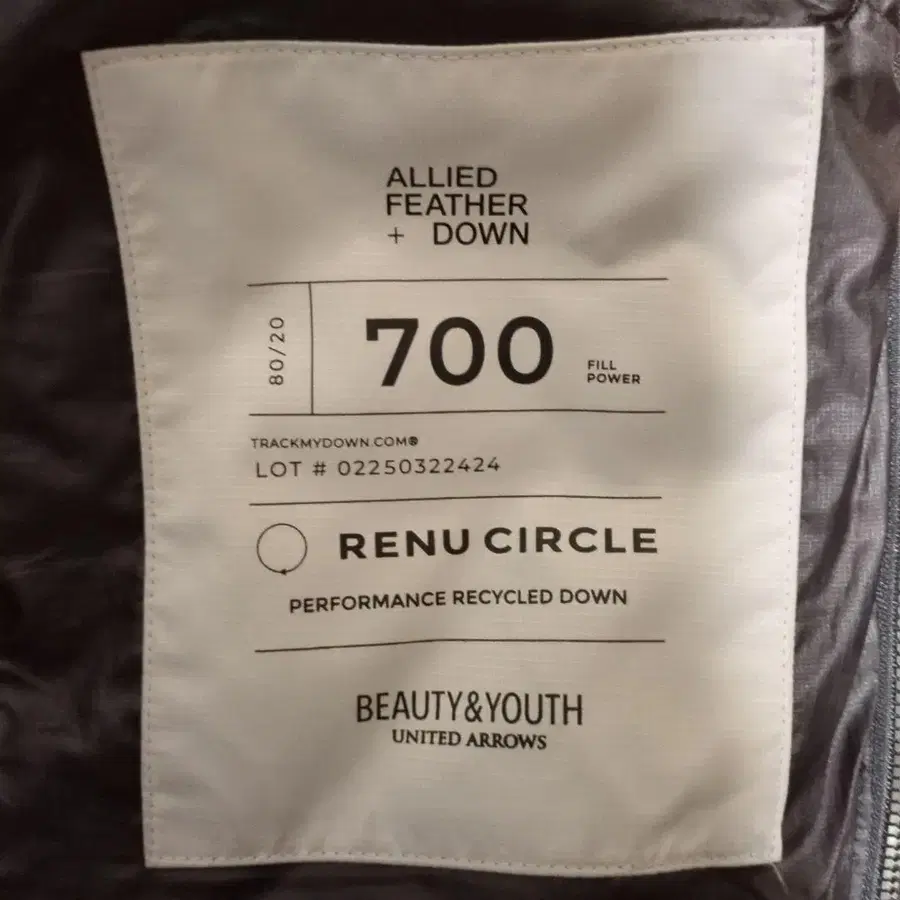 ALLIED
FEATHER
+ DOWN
80/20
700
FILL
POWER
TRACKMYDOWN.COM®
LOT # 02250322424
RENU CIRCLE
PERFORMANCE RECYCLED DOWN
BEAUTY&YOUTH
UNITED ARROWS